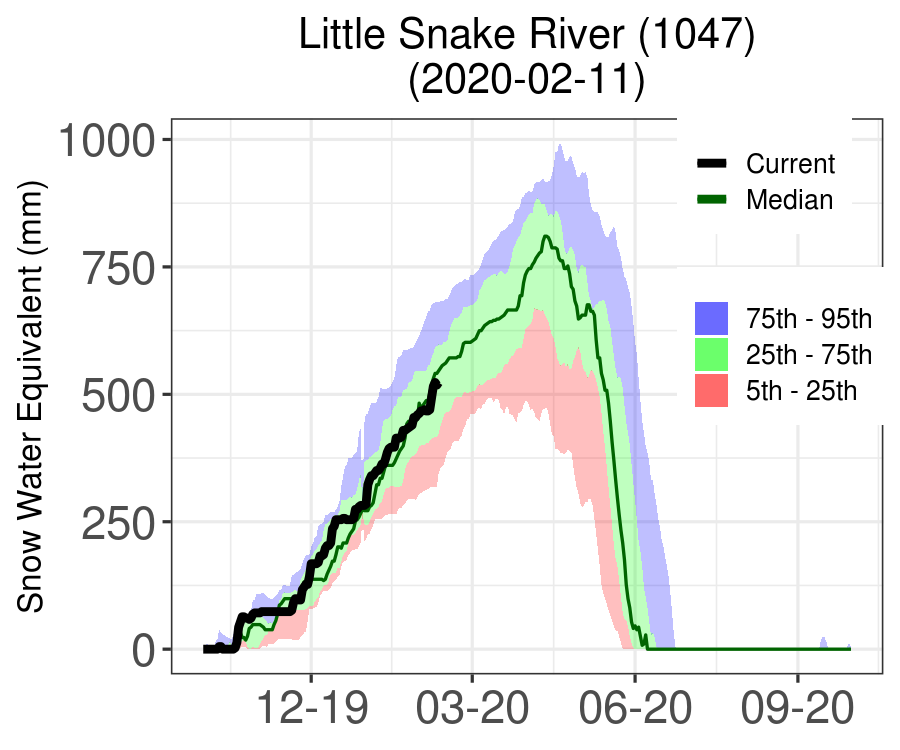 Little Snake River (1047)
(2020-02-11)
Snow Water Equivalent (mm)
1000
750
500
250
0
12-19
03-20
06-20
09-20
Current
Median
75th - 95th
25th - 75th
5th - 25th